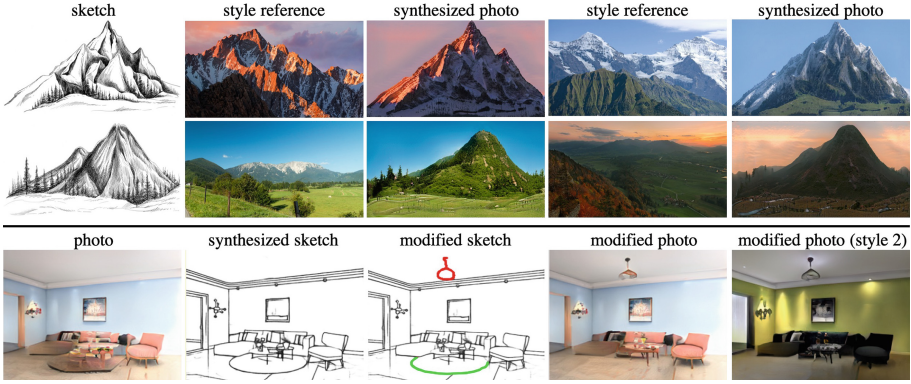 sketch
style reference
synthesized photo
style reference
synthesized photo
photo
synthesized sketch
modified sketch
modified photo
modified photo (style 2)